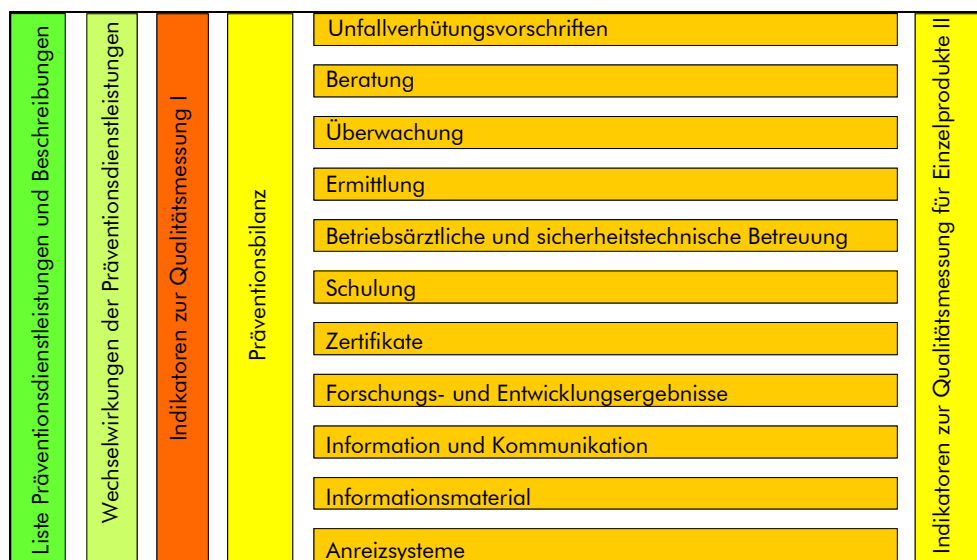 Liste Präventionsdienstleistungen und Beschreibungen
Wechselwirkungen der Präventionsdienstleistungen
Indikatoren zur Qualitätsmessung I
Präventionsbilanz
Unfallverhütungsvorschriften
Beratung
Überwachung
Ermittlung
Betriebsärztliche und sicherheitstechnische Betreuung
Schulung
Zertifikate
Forschungs- und Entwicklungsergebnisse
Information und Kommunikation
Informationsmaterial
Anreizsysteme
Indikatoren zur Qualitätsmessung für Einzelprodukte II